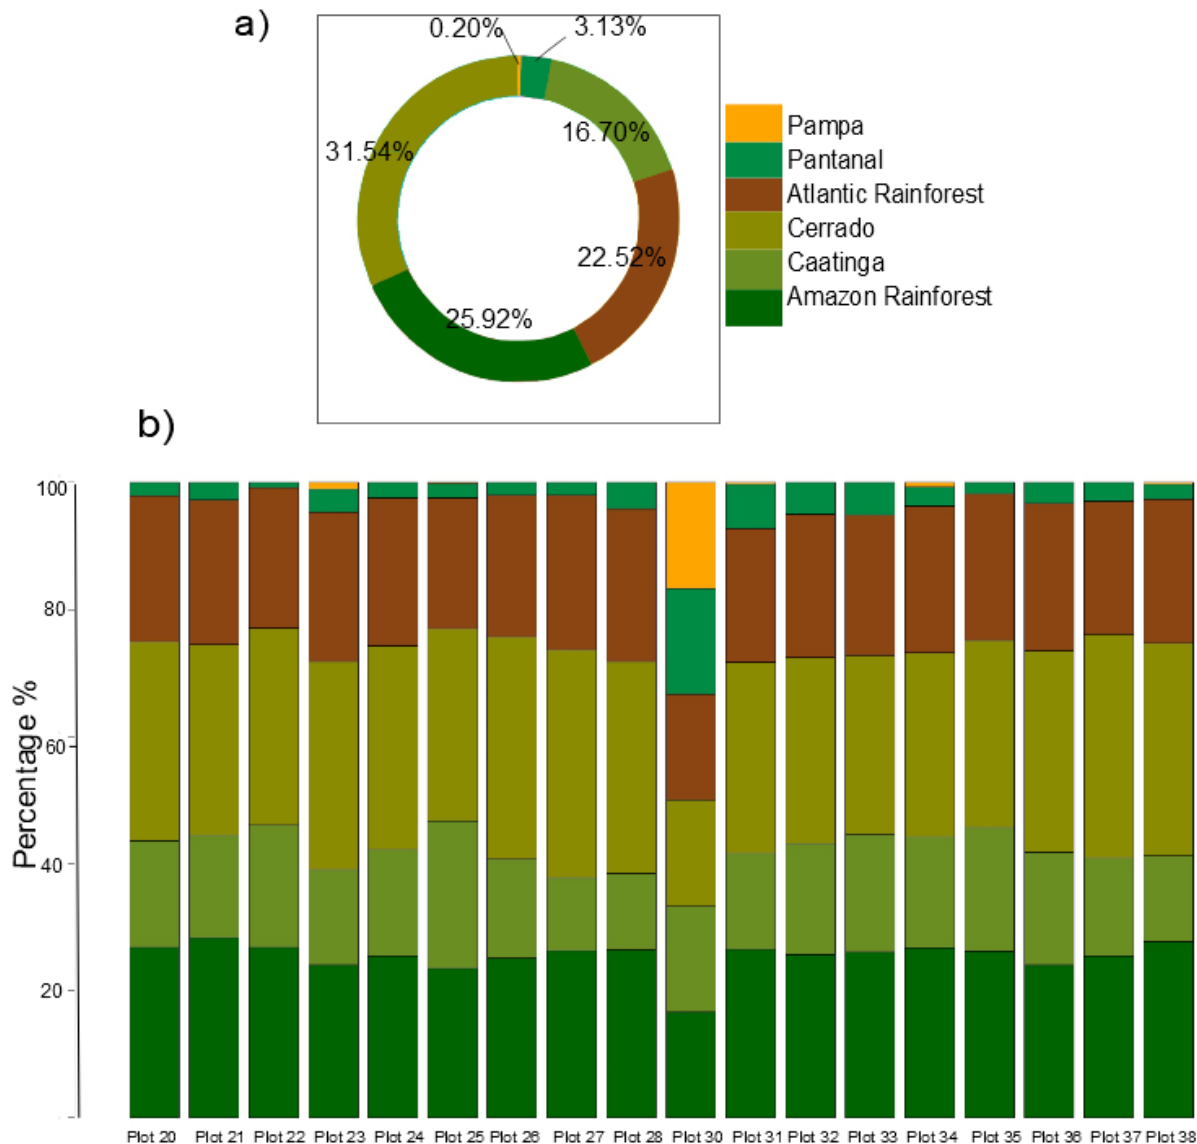 a)
0.20%
3.13%
16.70%
31.54%
22.52%
25.92%
Pampa
Pantanal
Atlantic Rainforest
Cerrado
Caatinga
Amazon Rainforest
b)
Percentage %
100
80
60
40
20
Plot 20 Plot 21 Plot 22 Plot 23 Plot 24 Plot 25 Plot 26 Plot 27 Plot 28 Plot 30 Plot 31 Plot 32 Plot 33 Plot 34 Plot 35 Plot 36 Plot 37 Plot 39